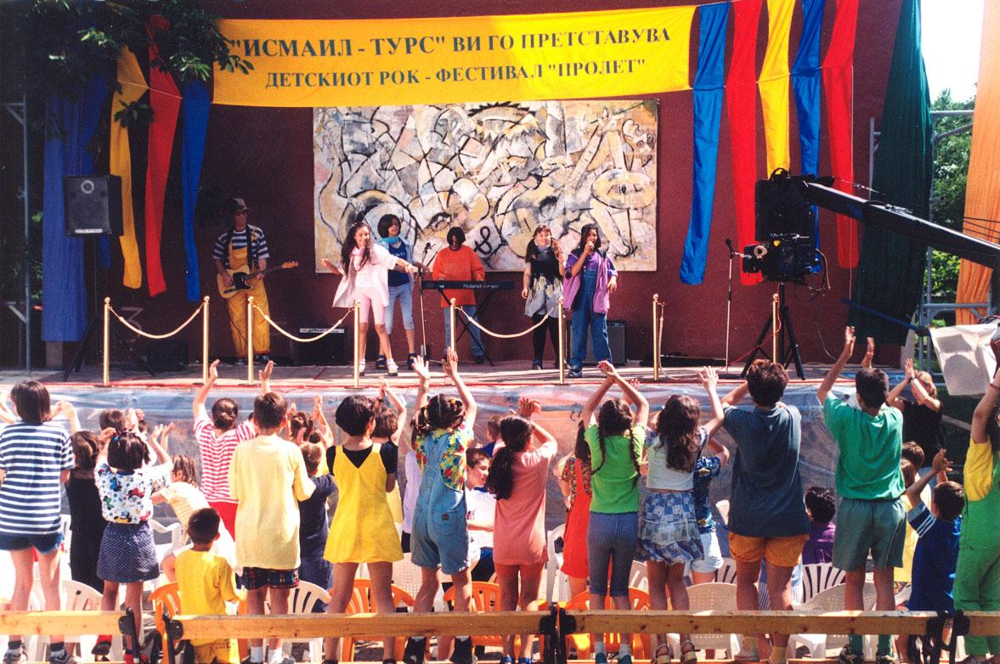 "ИСМАИЛ - ТУРС" ВИ ГО ПРЕТСТАВУВА
ДЕТСКИОТ РОК - ФЕСТИВАЛ "ПРОЛЕТ"
&
Roland